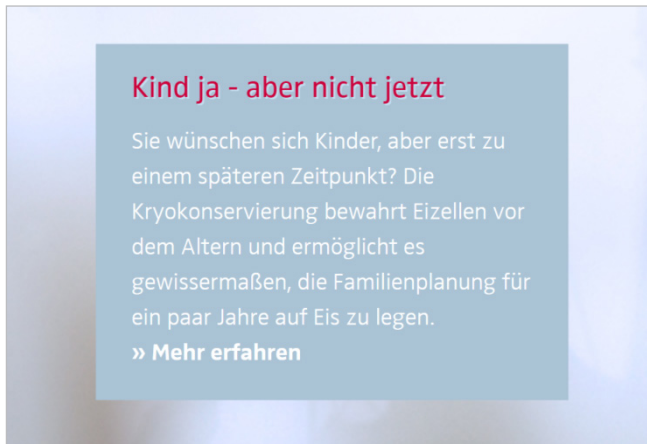 Kind ja - aber nicht jetzt
Sie wünschen sich Kinder, aber erst zu
einem späteren Zeitpunkt? Die
Kryokonservierung bewahrt Eizellen vor
dem Altern und ermöglicht es
gewissermaßen, die Familienplanung für
ein paar Jahre auf Eis zu legen.
» Mehr erfahren